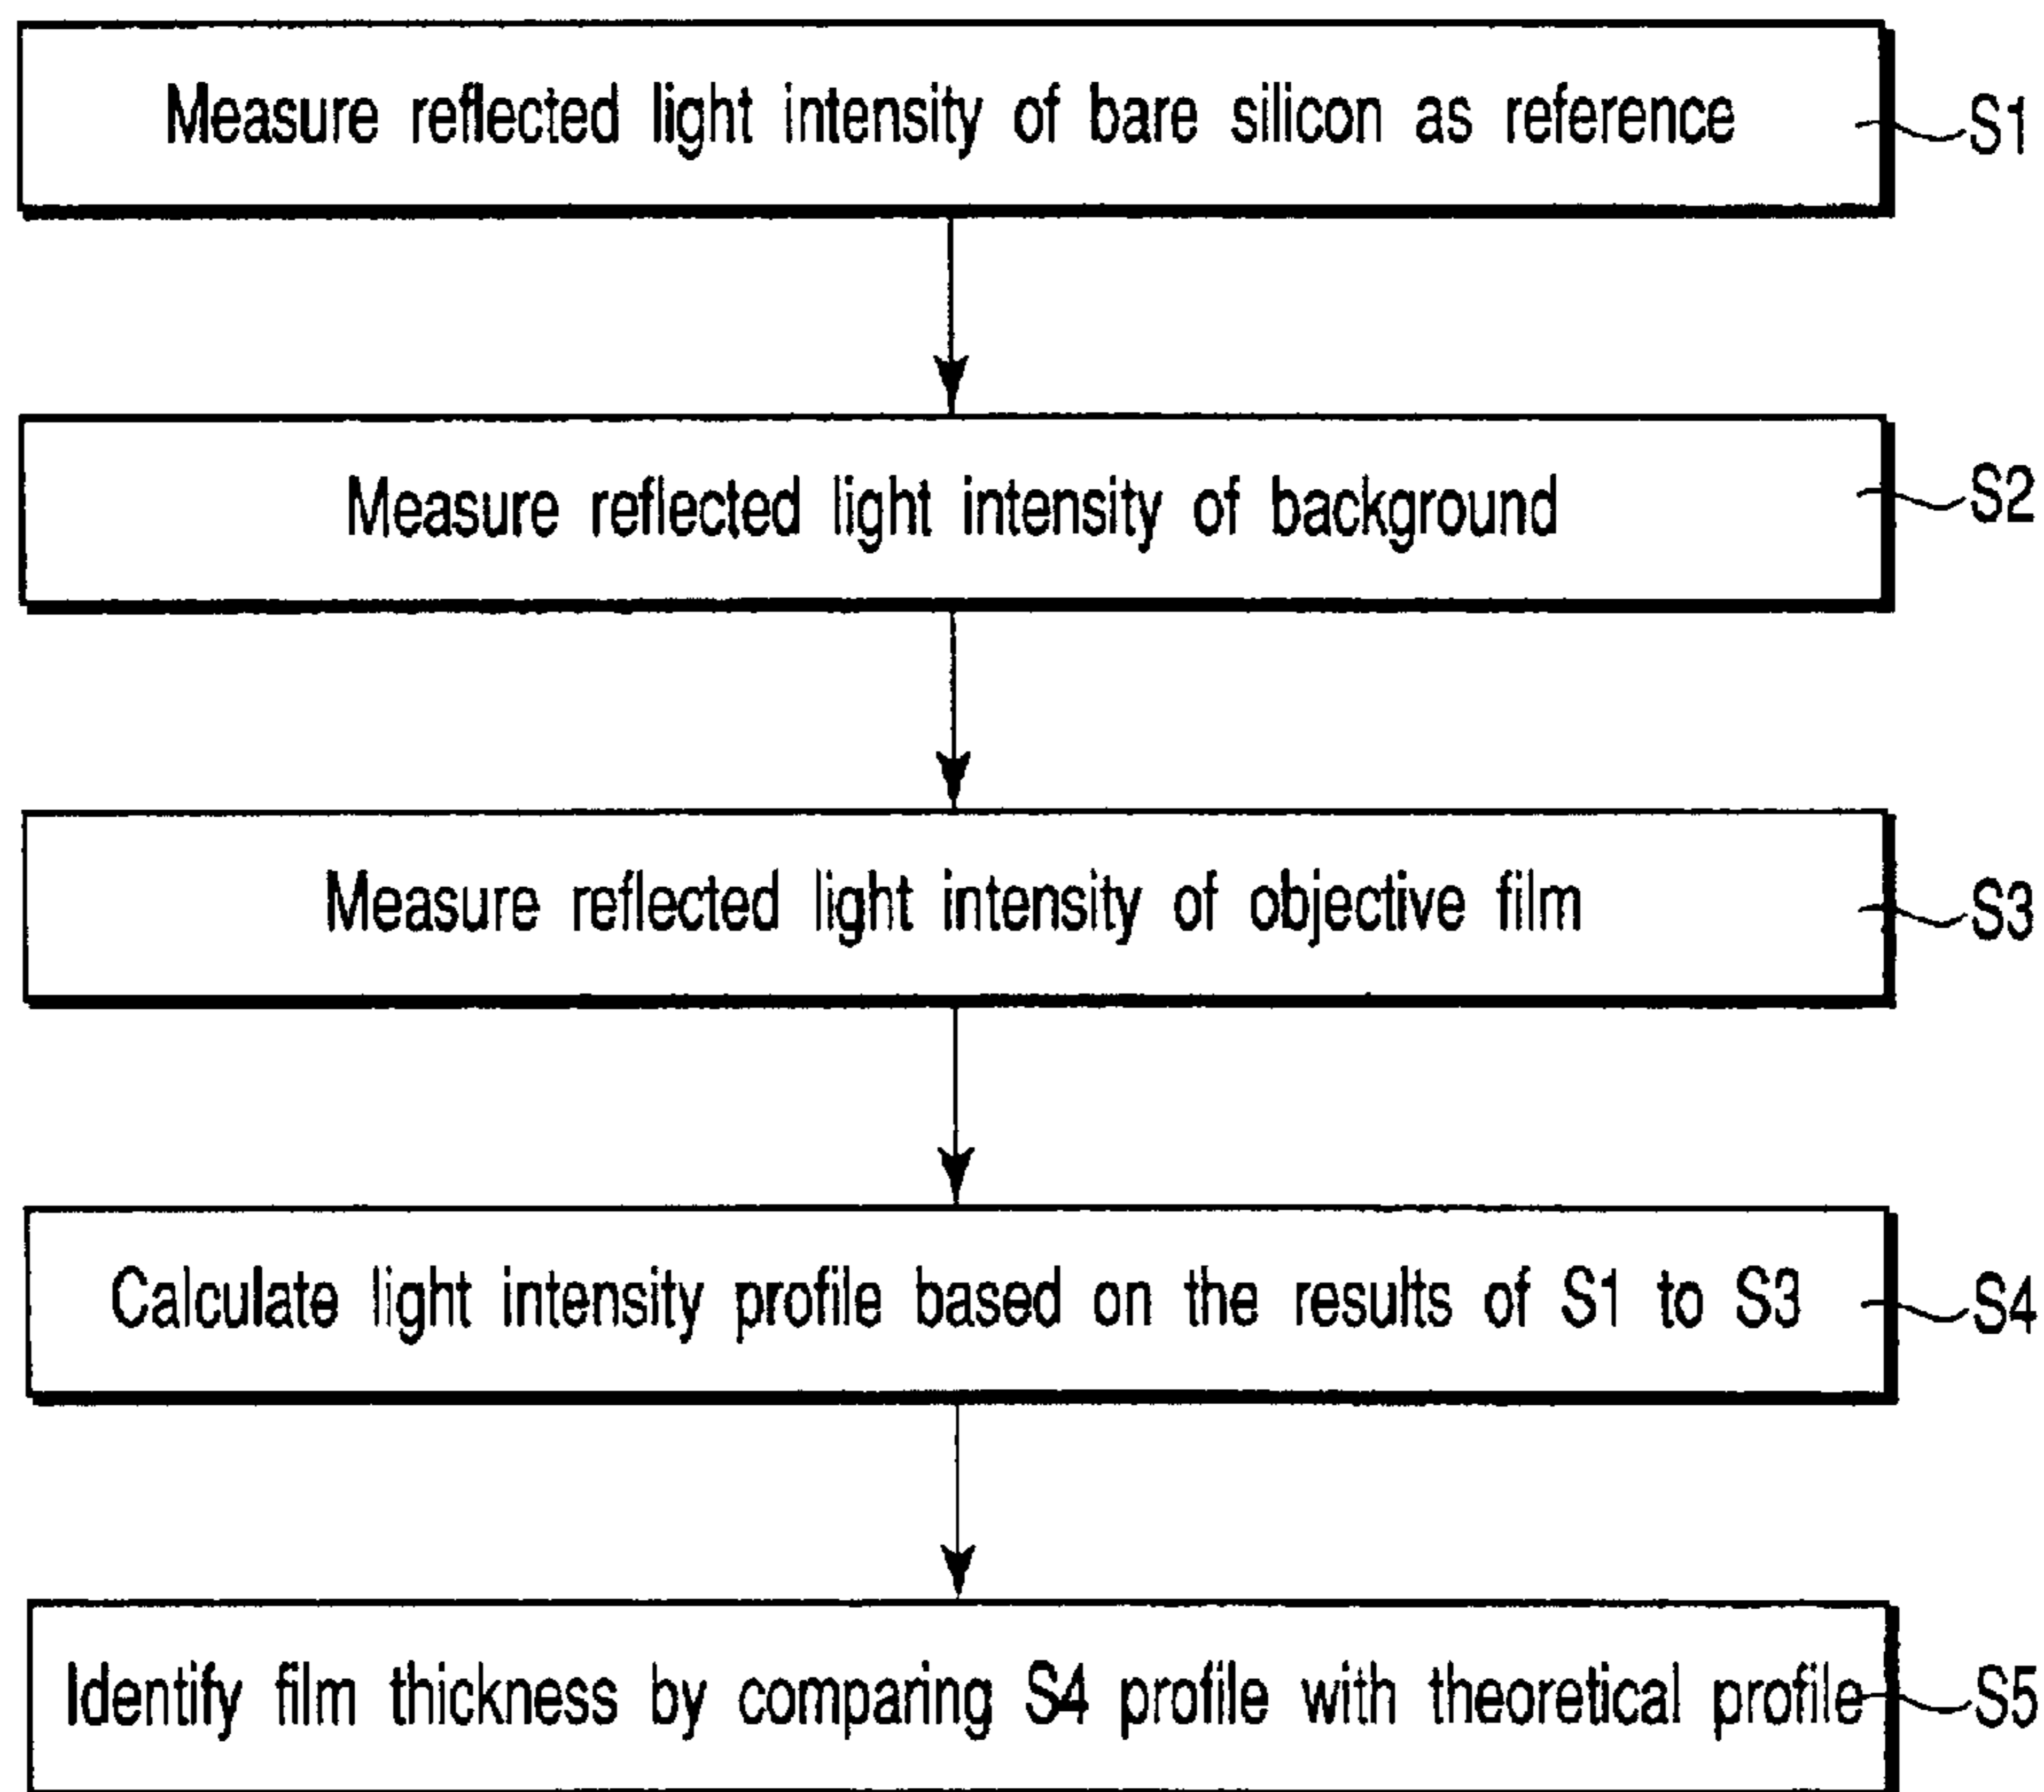 Measure reflected light intensity of bare silicon as reference
S1
Measure reflected light intensity of background
S2
Measure reflected light intensity of objective film
S3
Calculate light intensity profile based on the results of S1 to S3
S4
Identify film thickness by comparing S4 profile with theoretical profile
S5